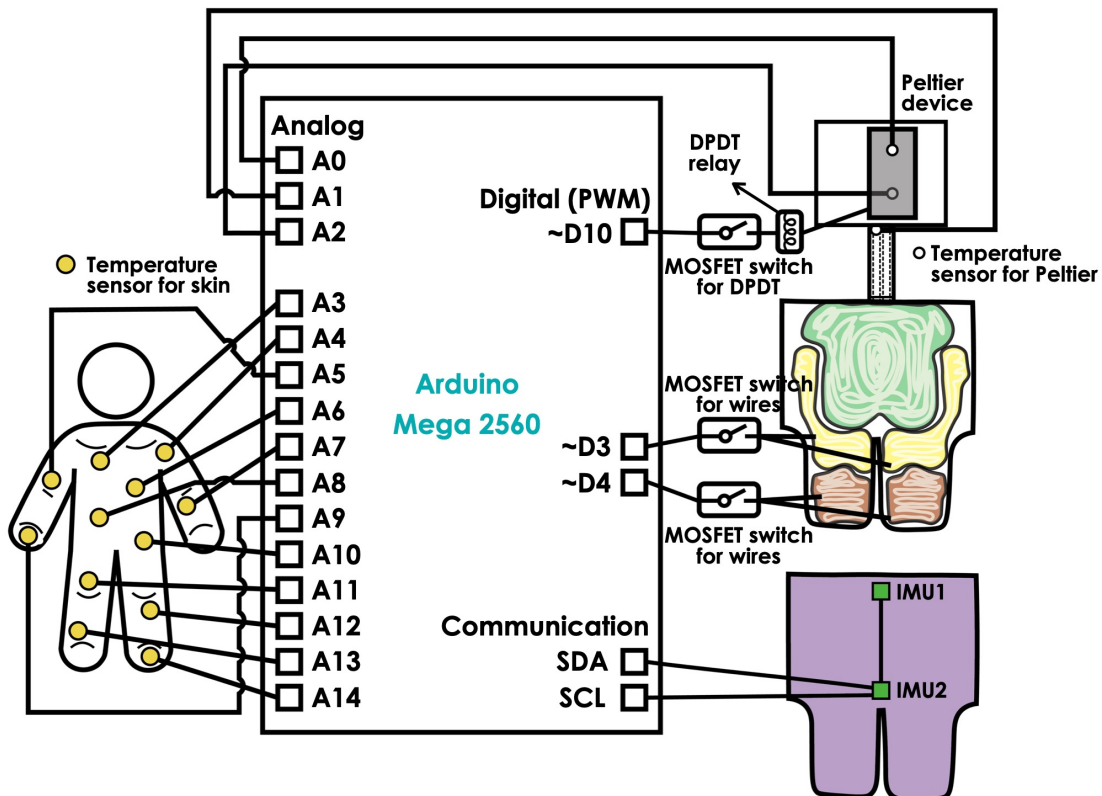 Peltier
device
Analog
DPDT
relay
A0
A1
A2
Digital (PWM)
~D10
MOSFET switch
for DPDT
Temperature
sensor for Peltier
Temperature
sensor for skin
A3
A4
A5
A6
A7
A8
A9
A10
A11
A12
A13
A14
Arduino
Mega 2560
MOSFET switch
for wires
~D3
~D4
MOSFET switch
for wires
Communication
SDA
SCL
IMU1
IMU2